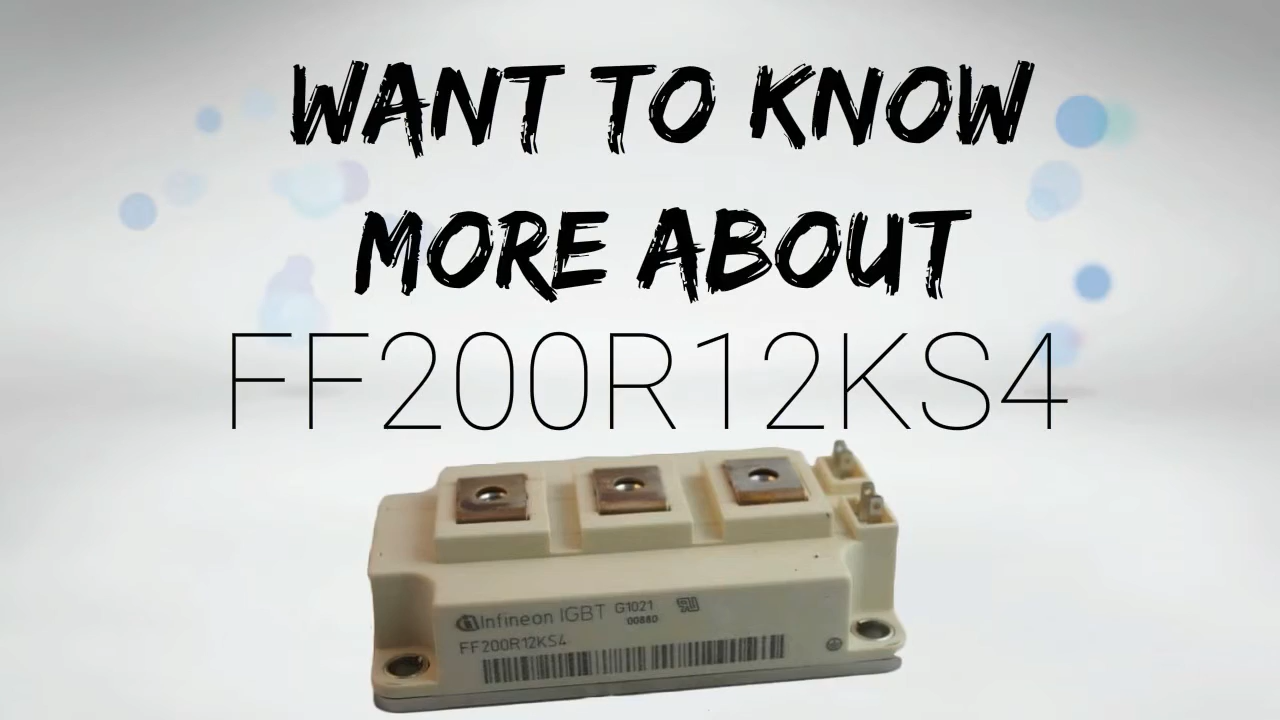 WANT TO KNOW
MORE ABOUT
FF200R12KS4
Infineon IGBT G1021
00880
FF200R12KS4